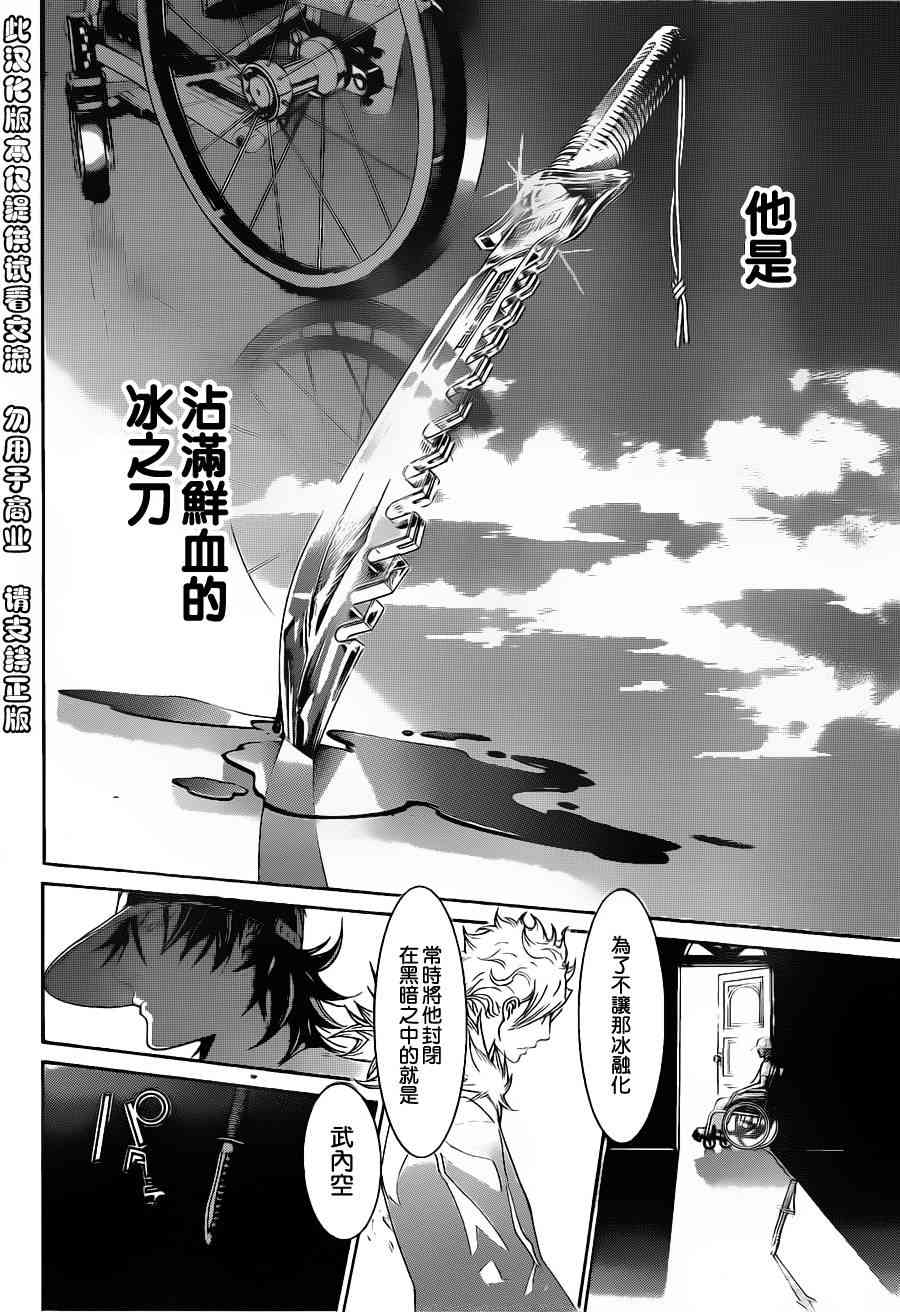 他是
沾滿鮮血的
冰之刀
為了不讓那冰融化
常時將他封閉
在黑暗之中的就是
武內空
此汉化版本仅提供试看交流 勿用于商业 请支持正版